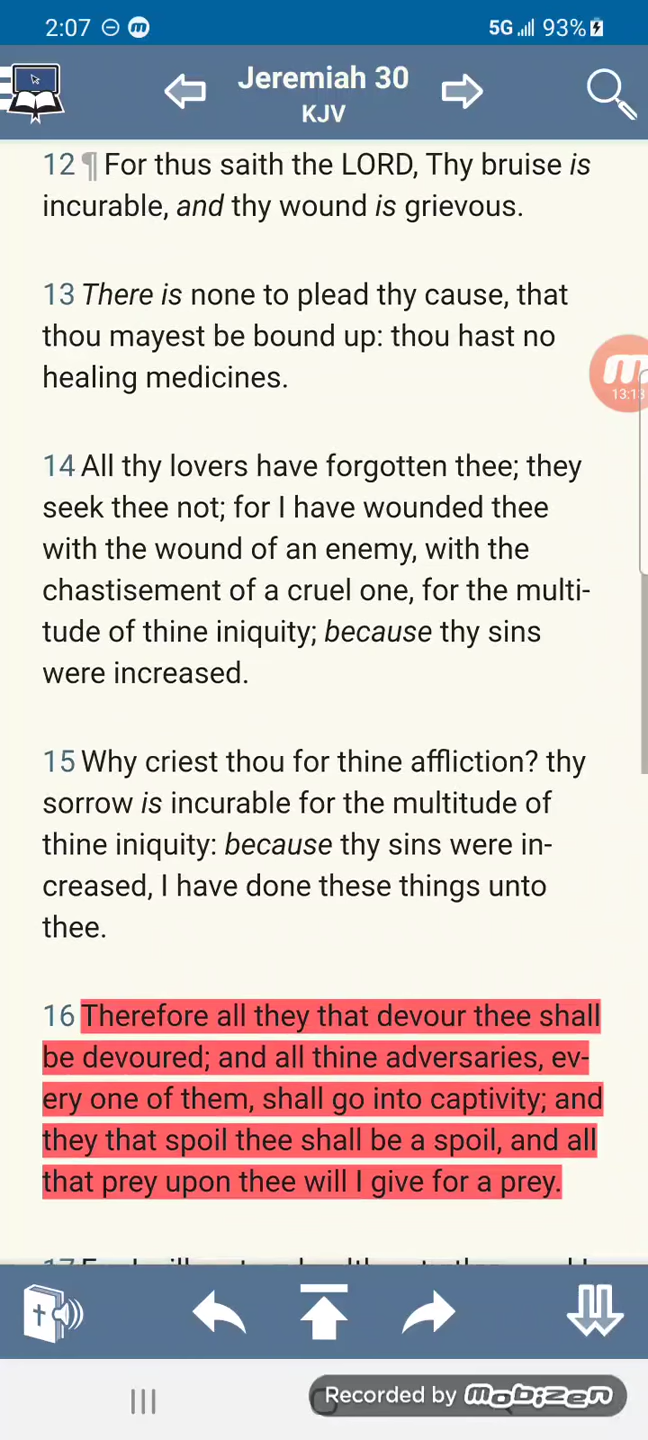 2:07 5G 93%
Jeremiah 30
KJV
12 ¶ For thus saith the LORD, Thy bruise is
incurable, and thy wound is grievous.
13 There is none to plead thy cause, that
thou mayest be bound up: thou hast no
healing medicines.
13:13
14 All thy lovers have forgotten thee; they
seek thee not; for I have wounded thee
with the wound of an enemy, with the
chastisement of a cruel one, for the multi-
tude of thine iniquity; because thy sins
were increased.
15 Why criest thou for thine affliction? thy
sorrow is incurable for the multitude of
thine iniquity: because thy sins were in-
creased, I have done these things unto
thee.
16 Therefore all they that devour thee shall
be devoured; and all thine adversaries, ev-
ery one of them, shall go into captivity; and
they that spoil thee shall be a spoil, and all
that prey upon thee will I give for a prey.
Recorded by mobizen